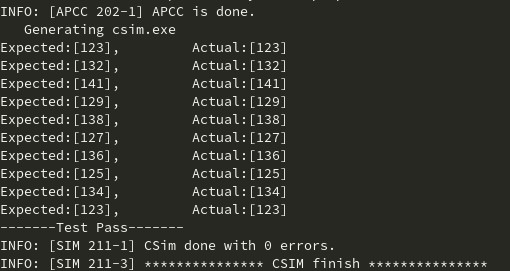 INFO: [APCC 202-1] APCC is done.
   Generating csim.exe
Expected:[123],         Actual:[123]
Expected:[132],         Actual:[132]
Expected:[141],         Actual:[141]
Expected:[129],         Actual:[129]
Expected:[138],         Actual:[138]
Expected:[127],         Actual:[127]
Expected:[136],         Actual:[136]
Expected:[125],         Actual:[125]
Expected:[134],         Actual:[134]
Expected:[123],         Actual:[123]
-------Test Pass-------
INFO: [SIM 211-1] CSim done with 0 errors.
INFO: [SIM 211-3] *************** CSIM finish ***************